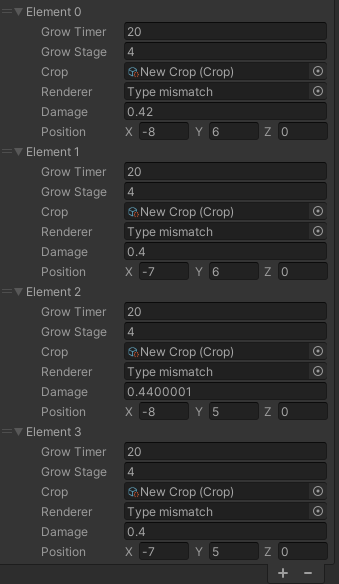 Element 0
Grow Timer 20
Grow Stage 4
Crop New Crop (Crop)
Renderer Type mismatch
Damage 0.42
Position X -8 Y 6 Z 0
Element 1
Grow Timer 20
Grow Stage 4
Crop New Crop (Crop)
Renderer Type mismatch
Damage 0.4
Position X -7 Y 6 Z 0
Element 2
Grow Timer 20
Grow Stage 4
Crop New Crop (Crop)
Renderer Type mismatch
Damage 0.4400001
Position X -8 Y 5 Z 0
Element 3
Grow Timer 20
Grow Stage 4
Crop New Crop (Crop)
Renderer Type mismatch
Damage 0.4
Position X -7 Y 5 Z 0
+ −